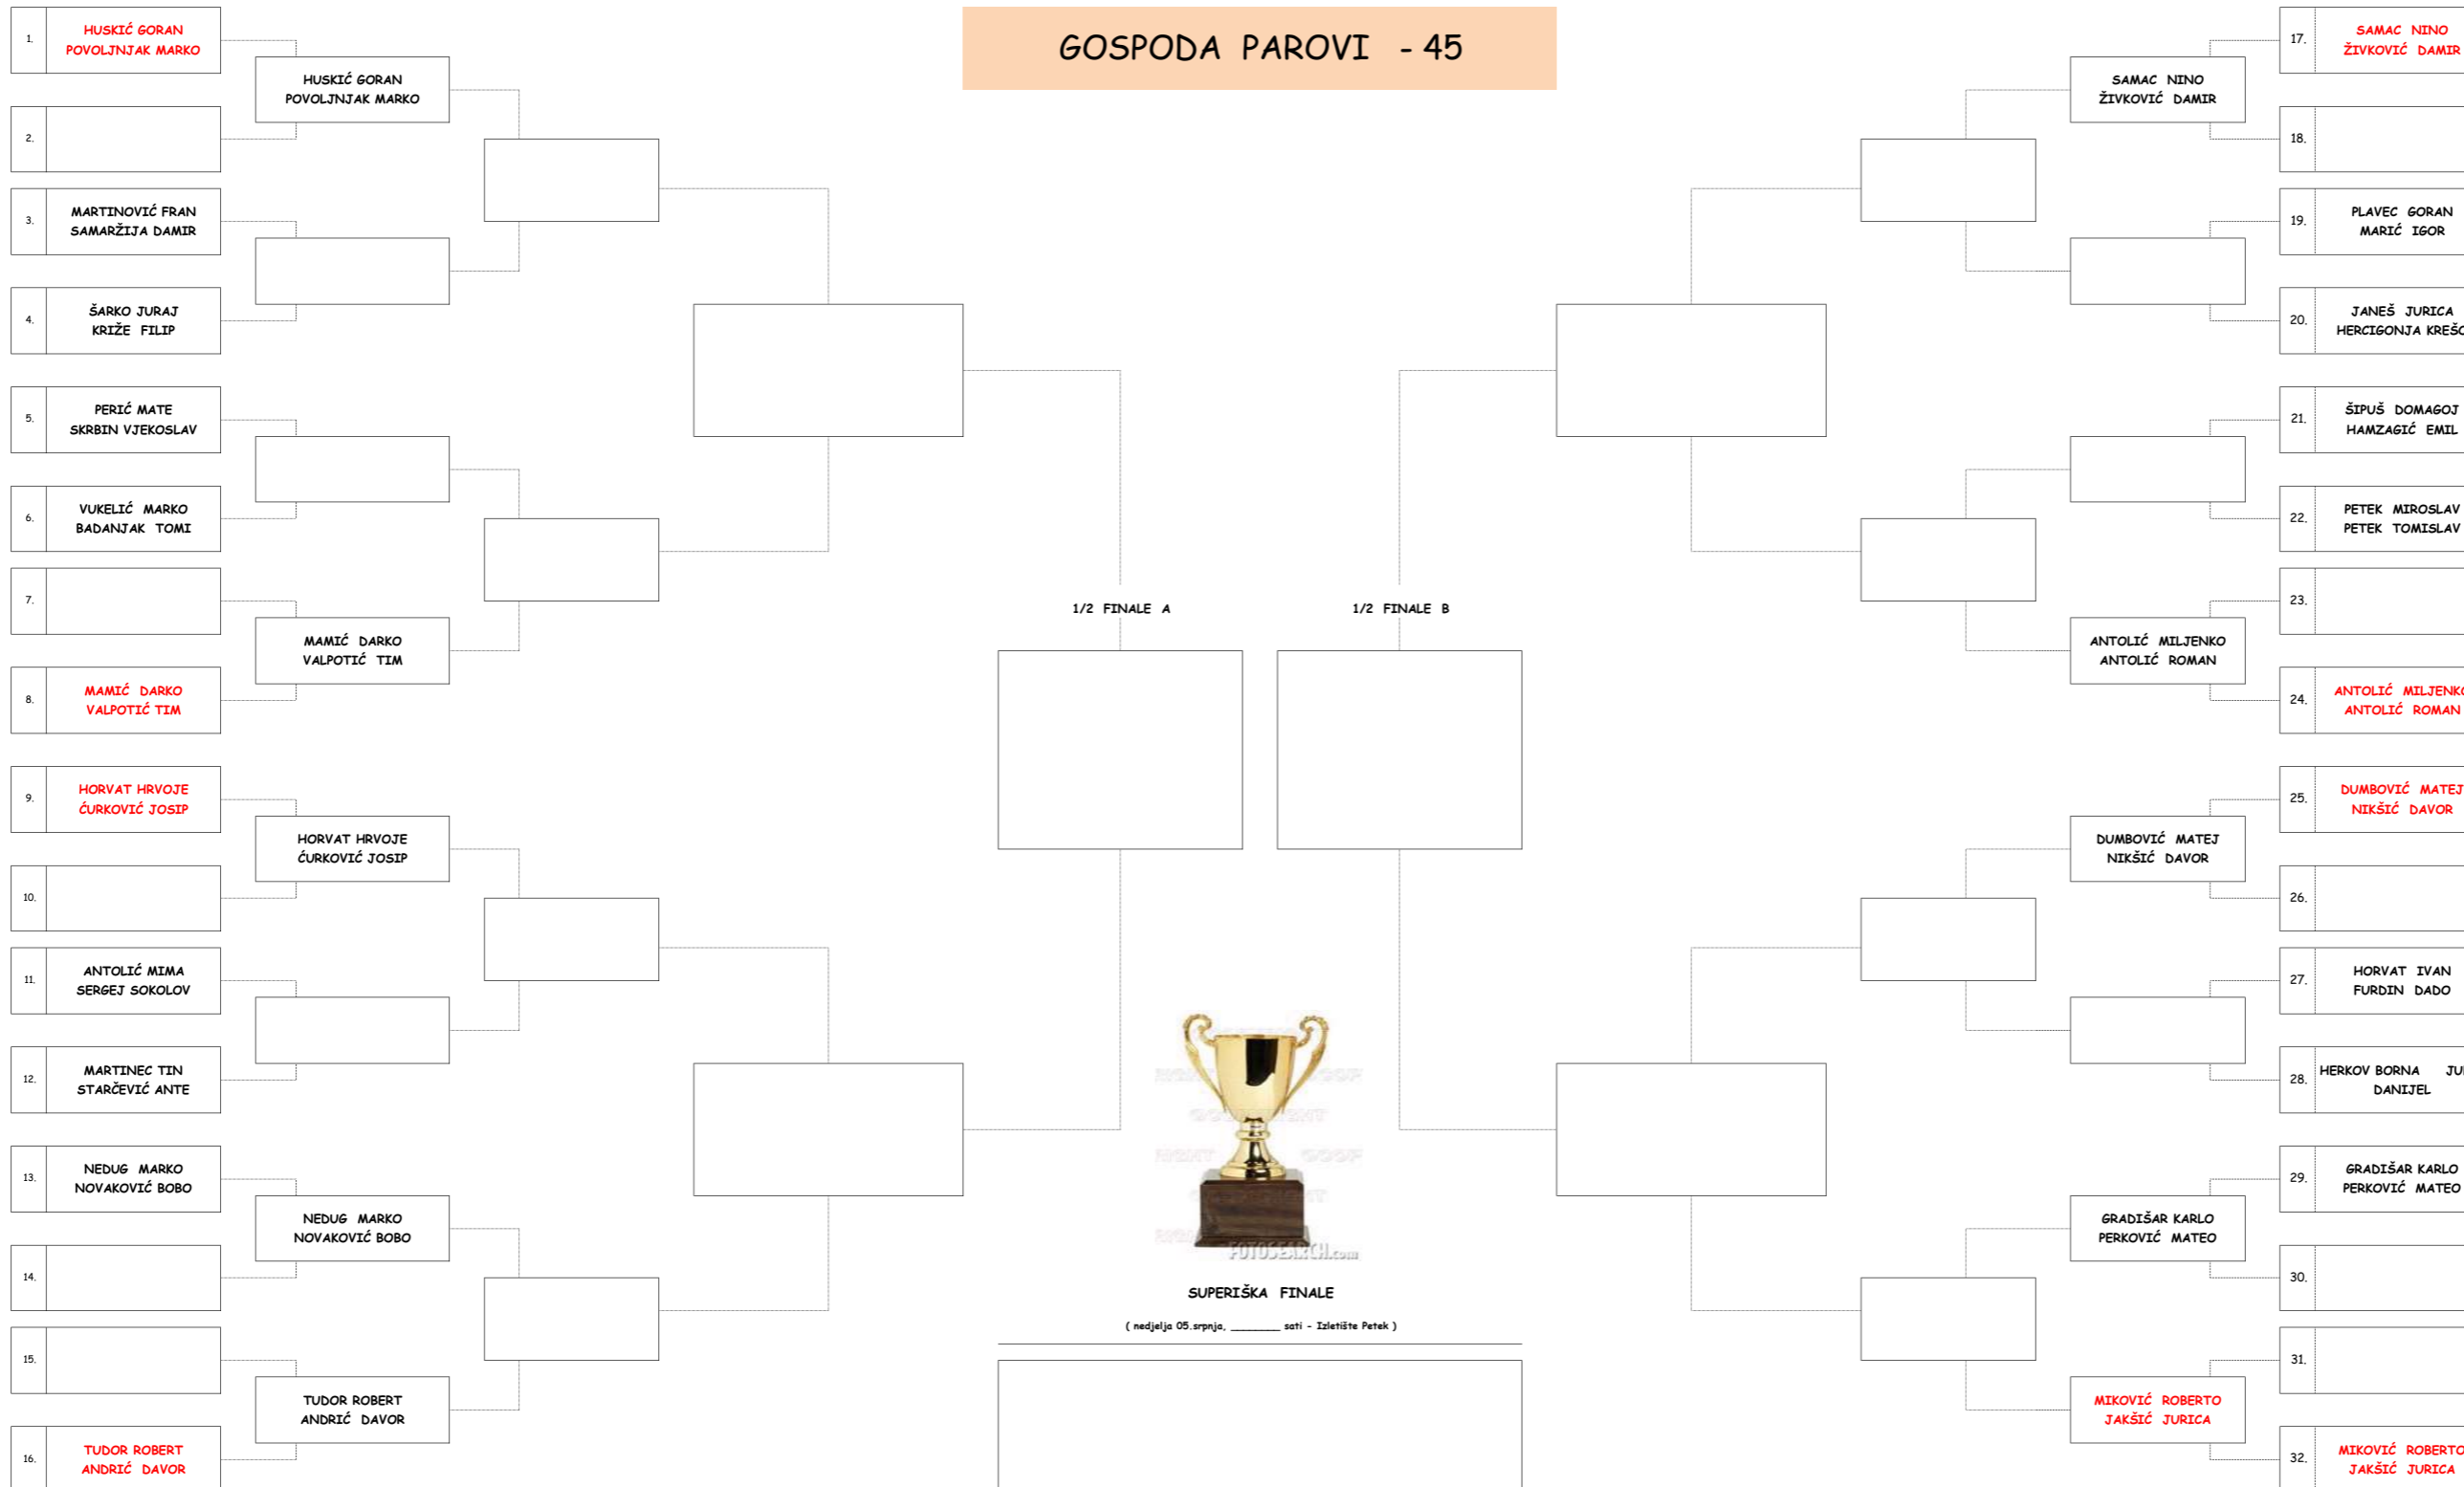 GOSPODA PAROVI - 45
1.
HUSKIĆ GORAN
POVOLJNJAK MARKO
2.
3.
MARTINOVIĆ FRAN
SAMARŽIJA DAMIR
4.
ŠARKO JURAJ
KRIŽE FILIP
5.
PERIĆ MATE
SKRBIN VJEKOSLAV
6.
VUKELIĆ MARKO
BADANJAK TOMI
7.
8.
MAMIĆ DARKO
VALPOTIĆ TIM
9.
HORVAT HRVOJE
ĆURKOVIĆ JOSIP
10.
11.
ANTOLIĆ MIMA
SERGEJ SOKOLOV
12.
MARTINEC TIN
STARČEVIĆ ANTE
13.
NEDUG MARKO
NOVAKOVIĆ BOBO
14.
15.
16.
TUDOR ROBERT
ANDRIĆ DAVOR
HUSKIĆ GORAN
POVOLJNJAK MARKO
MAMIĆ DARKO
VALPOTIĆ TIM
HORVAT HRVOJE
ĆURKOVIĆ JOSIP
NEDUG MARKO
NOVAKOVIĆ BOBO
TUDOR ROBERT
ANDRIĆ DAVOR
1/2 FINALE A
1/2 FINALE B
FOTOSEARCH.com
SUPERIŠKA FINALE
( nedjelja 05.srpnja, ________ sati - Izletište Petek )
SAMAC NINO
ŽIVKOVIĆ DAMIR
ANTOLIĆ MILJENKO
ANTOLIĆ ROMAN
DUMBOVIĆ MATEJ
NIKŠIĆ DAVOR
GRADIŠAR KARLO
PERKOVIĆ MATEO
MIKOVIĆ ROBERTO
JAKŠIĆ JURICA
17.
SAMAC NINO
ŽIVKOVIĆ DAMIR
18.
19.
PLAVEC GORAN
MARIĆ IGOR
20.
JANEŠ JURICA
HERCIGONJA
21.
ŠIPUŠ DOMAGOJ
HAMZAGIĆ EMIL
22.
PETEK MIROSLAV
PETEK TOMISLAV
23.
24.
ANTOLIĆ MILJENKO
ANTOLIĆ ROMAN
25.
DUMBOVIĆ MATEJ
NIKŠIĆ DAVOR
26.
27.
HORVAT IVAN
FURDIN DADO
28.
HERKOV BORNA
DANIJEL
29.
GRADIŠAR KARLO
PERKOVIĆ MATEO
30.
31.
32.
MIKOVIĆ ROBERTO
JAKŠIĆ JURICA